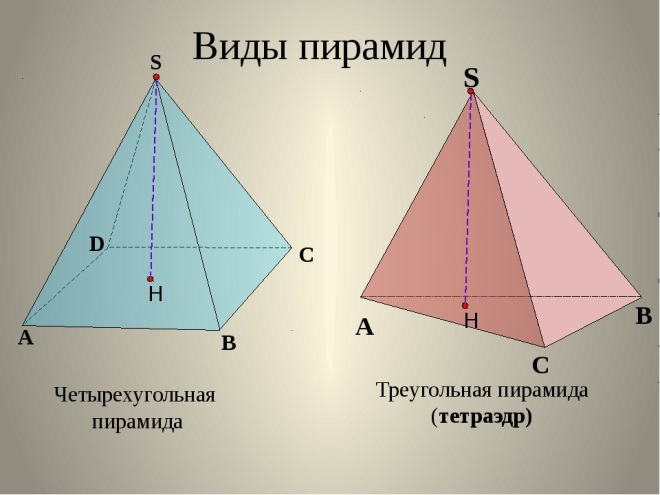 Виды пирамид
S
D
C
H
A
B
Четырехугольная
пирамида
S
A
H
B
C
Треугольная пирамида
(тетраэдр)